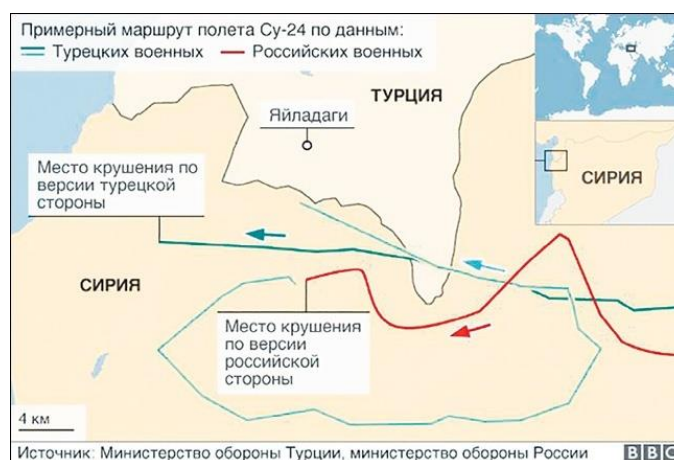 Примерный маршрут полета Су-24 по данным:
Турецких военных
Российских военных
ТУРЦИЯ
Яйладаги
Место крушения по
версии турецкой
стороны
СИРИЯ
СИРИЯ
Место крушения
по версии
российской
стороны
4 км
Источник: Министерство обороны Турции, министерство обороны России
BBC